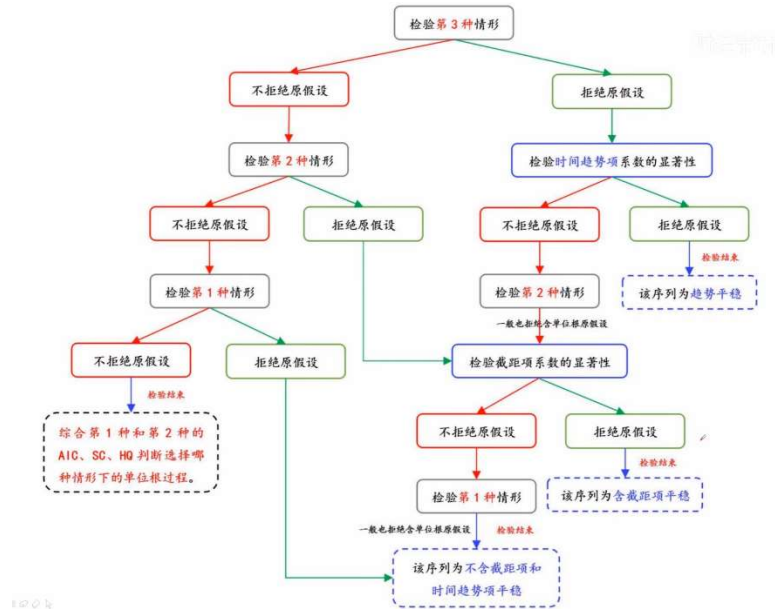 检验第3种情形
不拒绝原假设
拒绝原假设
检验第2种情形
检验时间趋势项系数的显著性
不拒绝原假设
拒绝原假设
不拒绝原假设
拒绝原假设
检验结束
检验第1种情形
检验第2种情形
该序列为趋势平稳
一般也拒绝含单位根原假设
不拒绝原假设
拒绝原假设
检验截距项系数的显著性
检验结束
综合第1种和第2种的
AIC、SC、HQ判断选择哪
种情形下的单位根过程。
不拒绝原假设
拒绝原假设
检验结束
检验第1种情形
该序列为含截距项平稳
一般也拒绝含单位根原假设
检验结束
该序列为不含截距项和
时间趋势项平稳